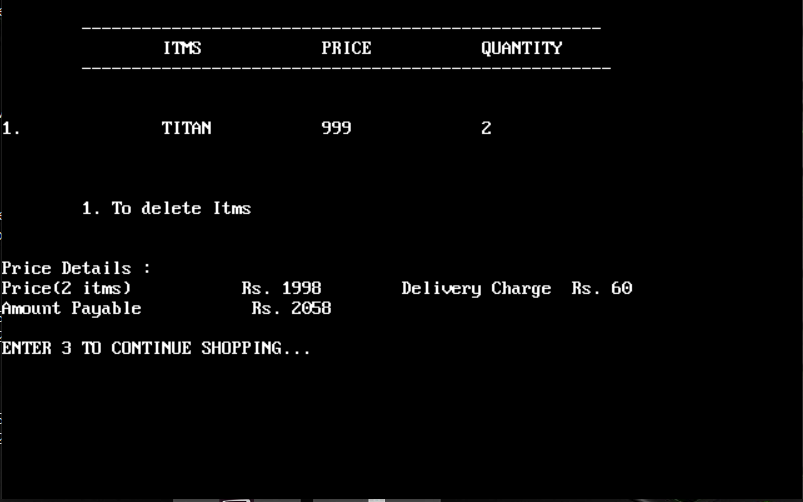 ITMS PRICE QUANTITY
1. TITAN 999 2
1. To delete Itms
Price Details :
Price(2 itms) Rs. 1998 Delivery Charge Rs. 60
Amount Payable Rs. 2058
ENTER 3 TO CONTINUE SHOPPING...